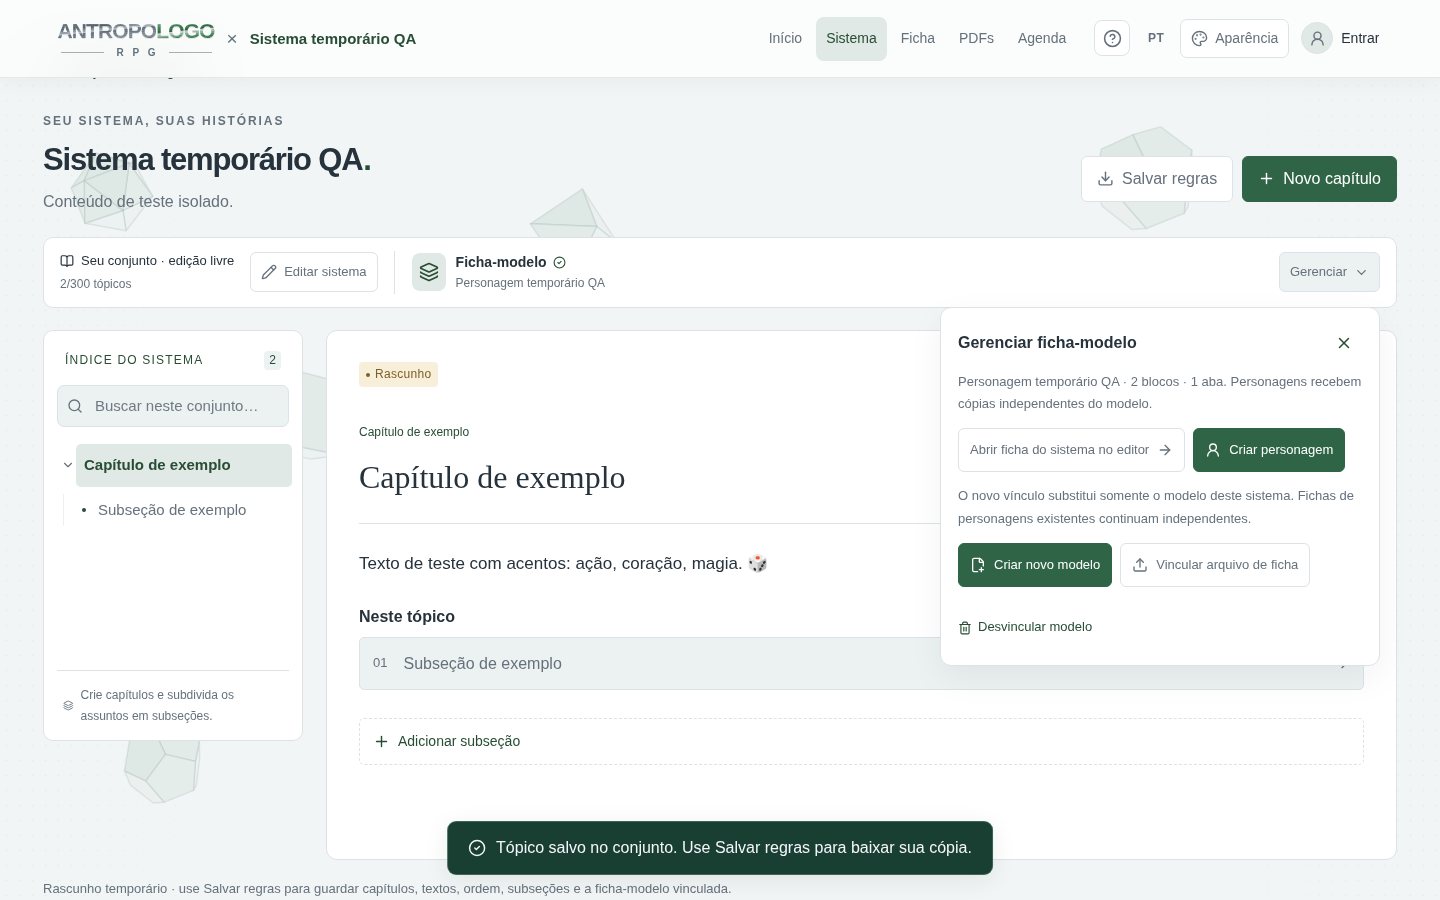 ANTROPOLOGO
RPG
× Sistema temporário QA
Início Sistema Ficha PDFs Agenda PT Aparência Entrar
SEU SISTEMA, SUAS HISTÓRIAS
Sistema temporário QA.
Conteúdo de teste isolado.
Salvar regras
Novo capítulo
Seu conjunto · edição livre
2/300 tópicos
Editar sistema
Ficha-modelo
Personagem temporário QA
Gerenciar
ÍNDICE DO SISTEMA 2
Buscar neste conjunto…
Capítulo de exemplo
• Subseção de exemplo
Crie capítulos e subdivida os
assuntos em subseções.
• Rascunho
Capítulo de exemplo
Capítulo de exemplo
Texto de teste com acentos: ação, coração, magia. 🎲
Neste tópico
01 Subseção de exemplo
+ Adicionar subseção
Gerenciar ficha-modelo
Personagem temporário QA · 2 blocos · 1 aba. Personagens recebem
cópias independentes do modelo.
Abrir ficha do sistema no editor →
Criar personagem
O novo vínculo substitui somente o modelo deste sistema. Fichas de
personagens existentes continuam independentes.
Criar novo modelo
Vincular arquivo de ficha
Desvincular modelo
Tópico salvo no conjunto. Use Salvar regras para baixar sua cópia.
Rascunho temporário · use Salvar regras para guardar capítulos, textos, ordem, subseções e a ficha-modelo vinculada.